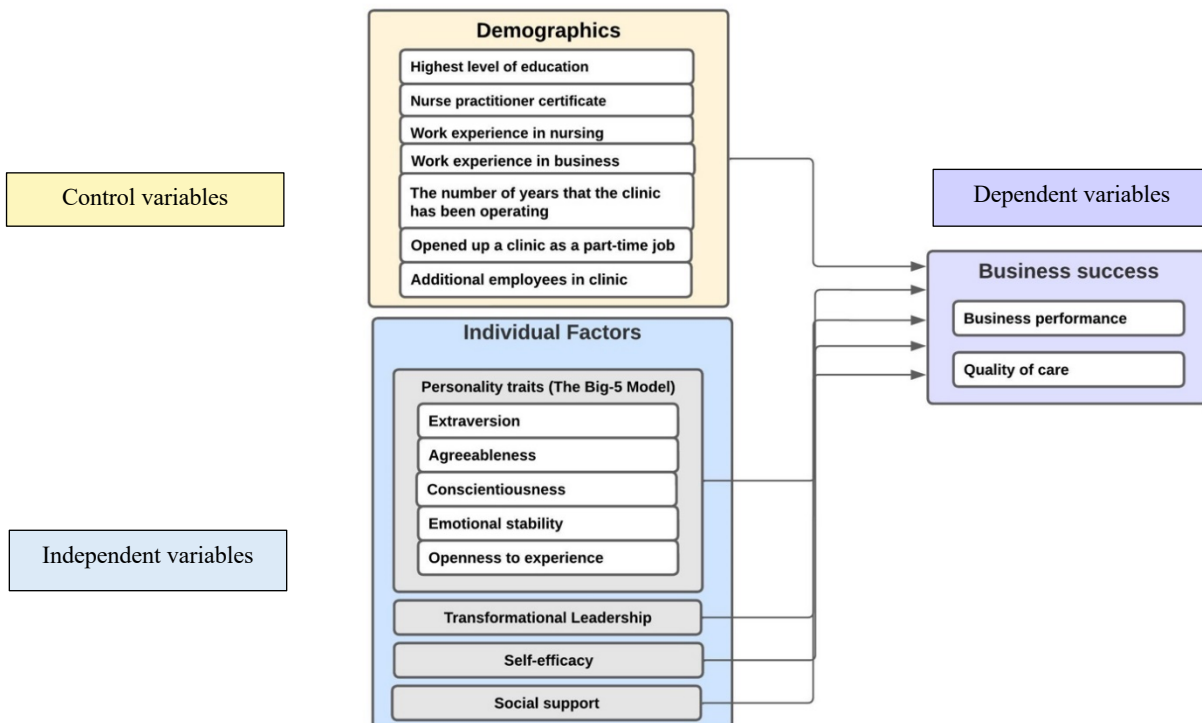 Demographics
Highest level of education
Nurse practitioner certificate
Work experience in nursing
Work experience in business
The number of years that the clinic
has been operating
Opened up a clinic as a part-time job
Additional employees in clinic
Control variables
Dependent variables
Business success
Business performance
Quality of care
Individual Factors
Personality traits (The Big-5 Model)
Extraversion
Agreeableness
Conscientiousness
Emotional stability
Openness to experience
Independent variables
Transformational Leadership
Self-efficacy
Social support